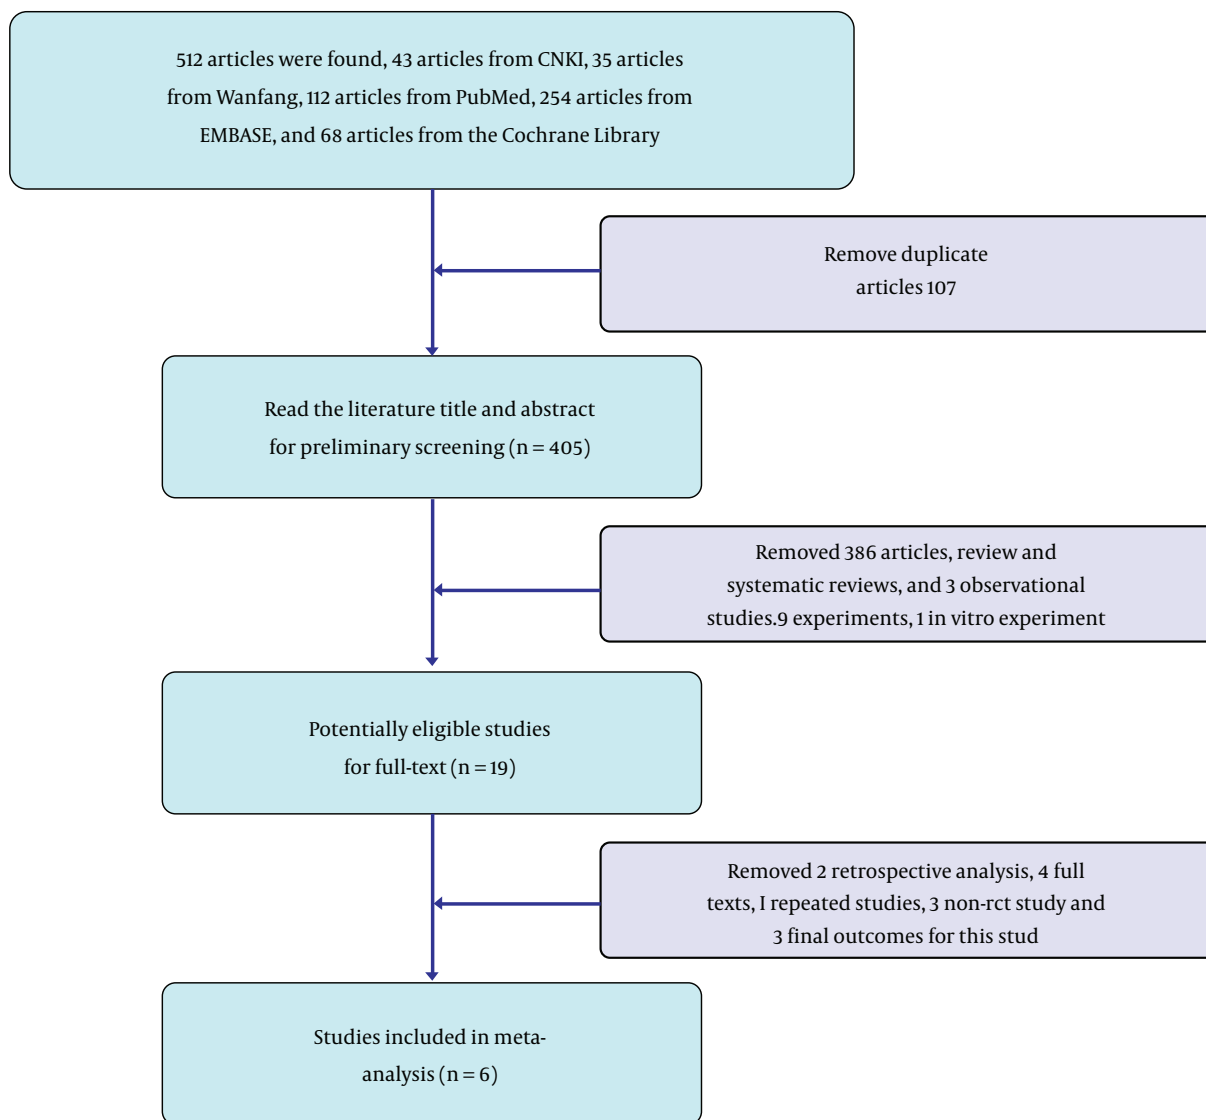 512 articles were found, 43 articles from CNKI, 35 articles
from Wanfang, 112 articles from PubMed, 254 articles from
EMBASE, and 68 articles from the Cochrane Library
Remove duplicate
articles 107
Read the literature title and abstract
for preliminary screening (n = 405)
Removed 386 articles, review and
systematic reviews, and 3 observational
studies.9 experiments, 1 in vitro experiment
Potentially eligible studies
for full-text (n = 19)
Removed 2 retrospective analysis, 4 full
texts, I repeated studies, 3 non-rct study and
3 final outcomes for this stud
Studies included in meta-
analysis (n = 6)